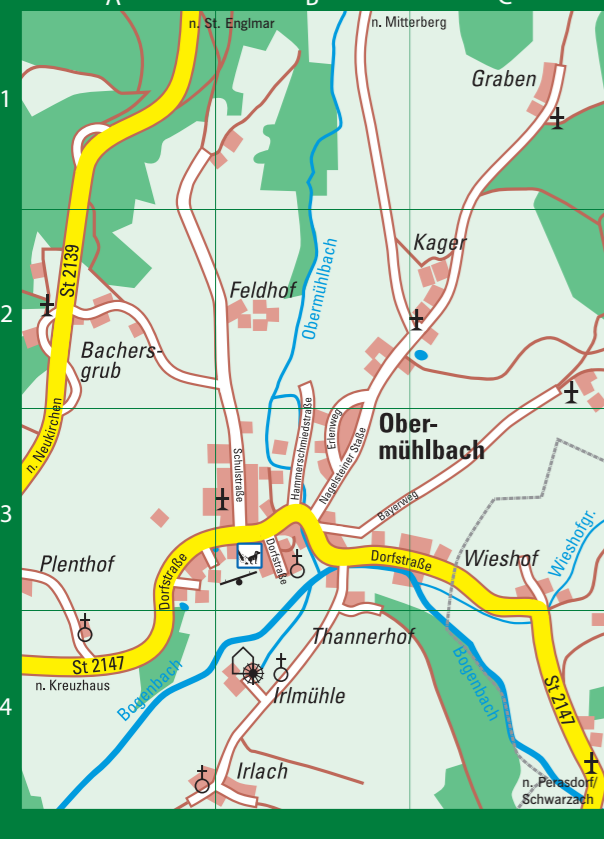 A B C
n. St. Englmar
n. Mitterberg
1
Graben
Obermühlbach
Kager
St 2139
2
Feldhof
Bachers-
grub
n. Neukirchen
Ober-
mühlbach
Hammerschmiedstraße
Erlenweg
Nagelsteiner Staße
Schulstraße
3
Bayerweg
Wieshofgr.
Plenthof
Dorfstraße
Dorfstraße
Dorfstraße
Wieshof
Thannerhof
St 2147
n. Kreuzhaus
Bogenbach
Bogenbach
St 2147
4
Irlmühle
Irlach
n. Perasdorf/
Schwarzach